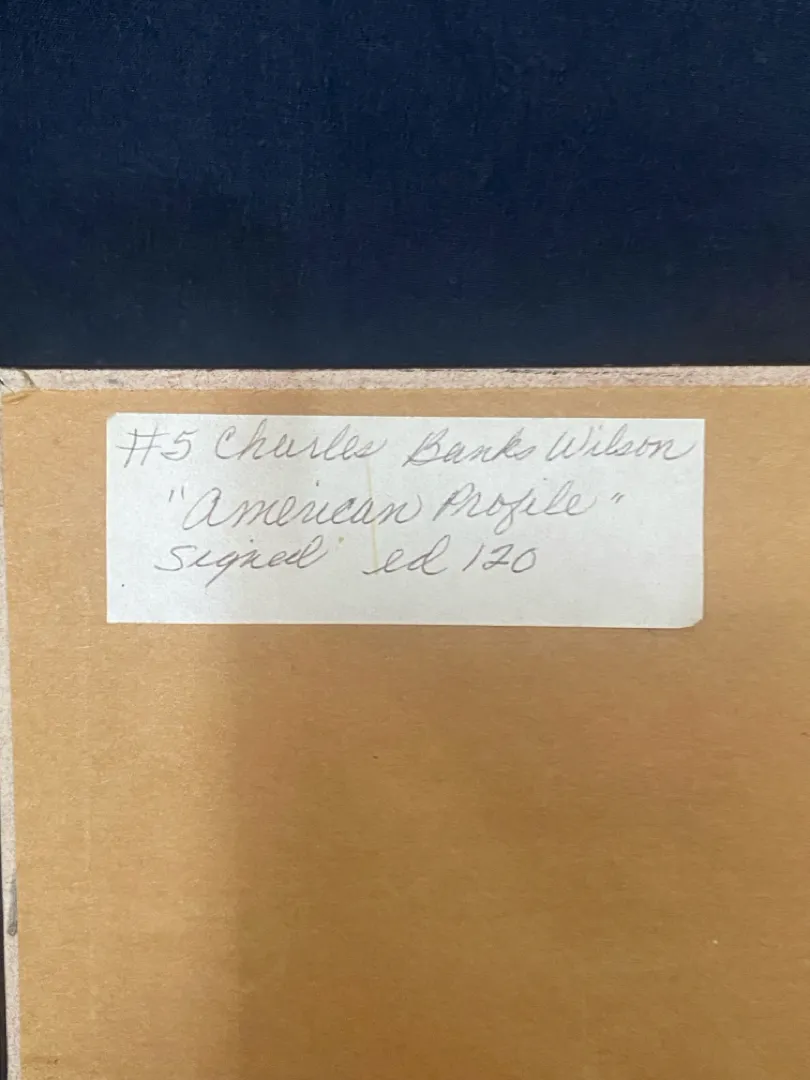 #5 Charles Banks Wilson
"American Profile"
Signed ed 120